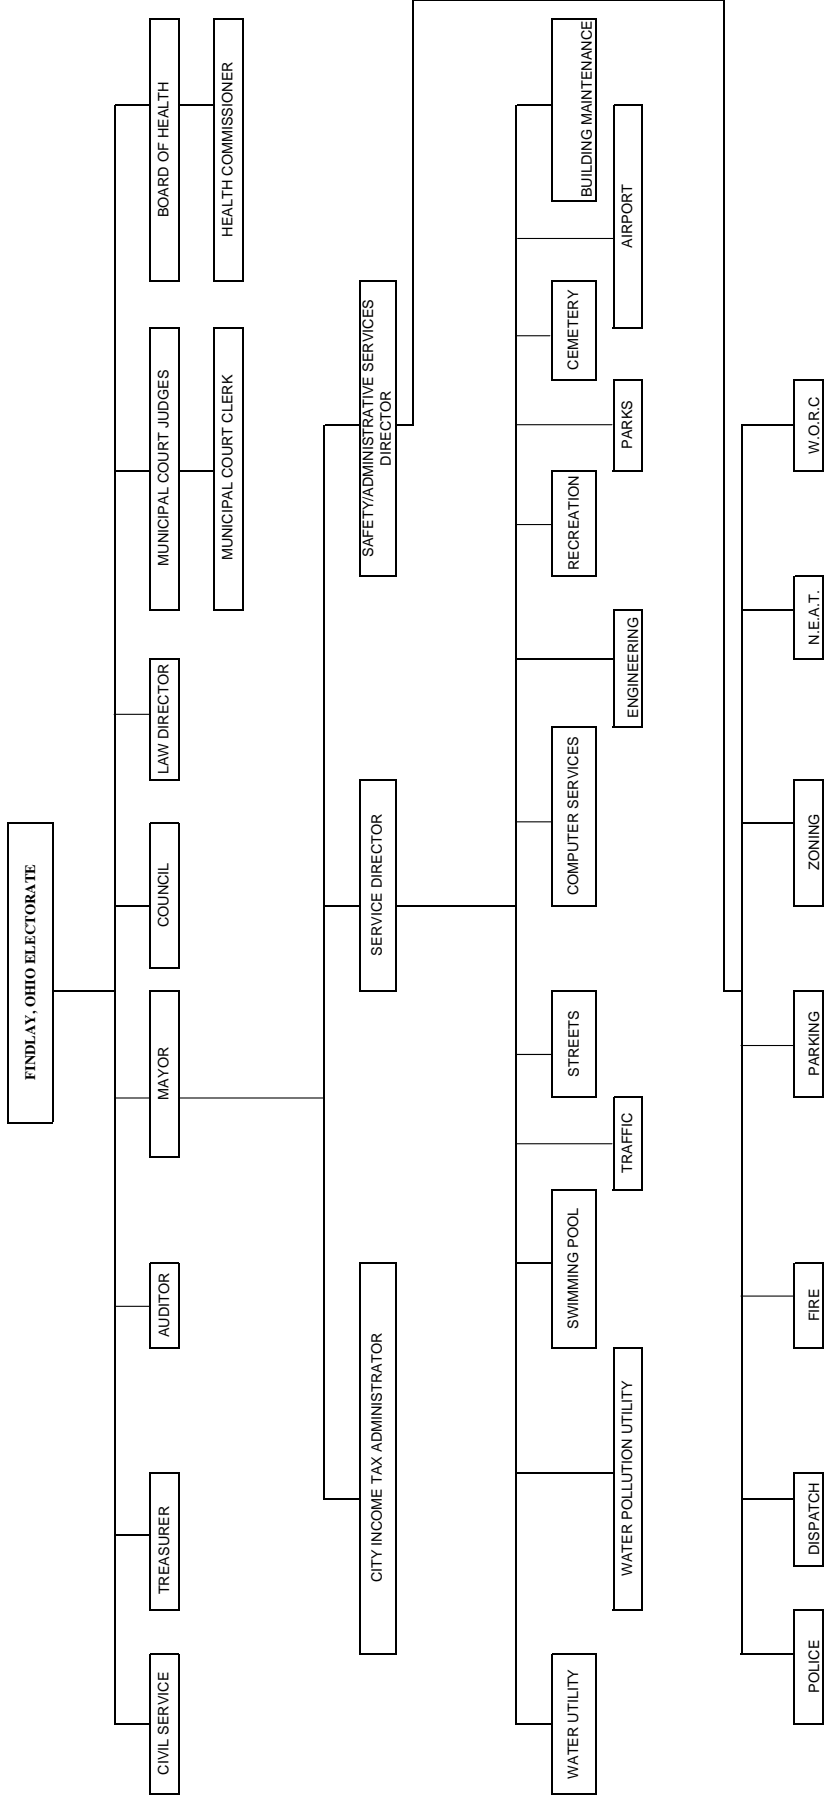 FINDLAY, OHIO ELECTORATE
CIVIL SERVICE
TREASURER
AUDITOR
MAYOR
COUNCIL
LAW DIRECTOR
MUNICIPAL COURT JUDGES
BOARD OF HEALTH
MUNICIPAL COURT CLERK
HEALTH COMMISSIONER
CITY INCOME TAX ADMINISTRATOR
SERVICE DIRECTOR
SAFETY/ADMINISTRATIVE SERVICES
DIRECTOR
WATER UTILITY
SWIMMING POOL
STREETS
COMPUTER SERVICES
RECREATION
CEMETERY
BUILDING MAINTENANCE
WATER POLLUTION UTILITY
TRAFFIC
ENGINEERING
PARKS
AIRPORT
POLICE
DISPATCH
FIRE
PARKING
ZONING
N.E.A.T.
W.O.R.C